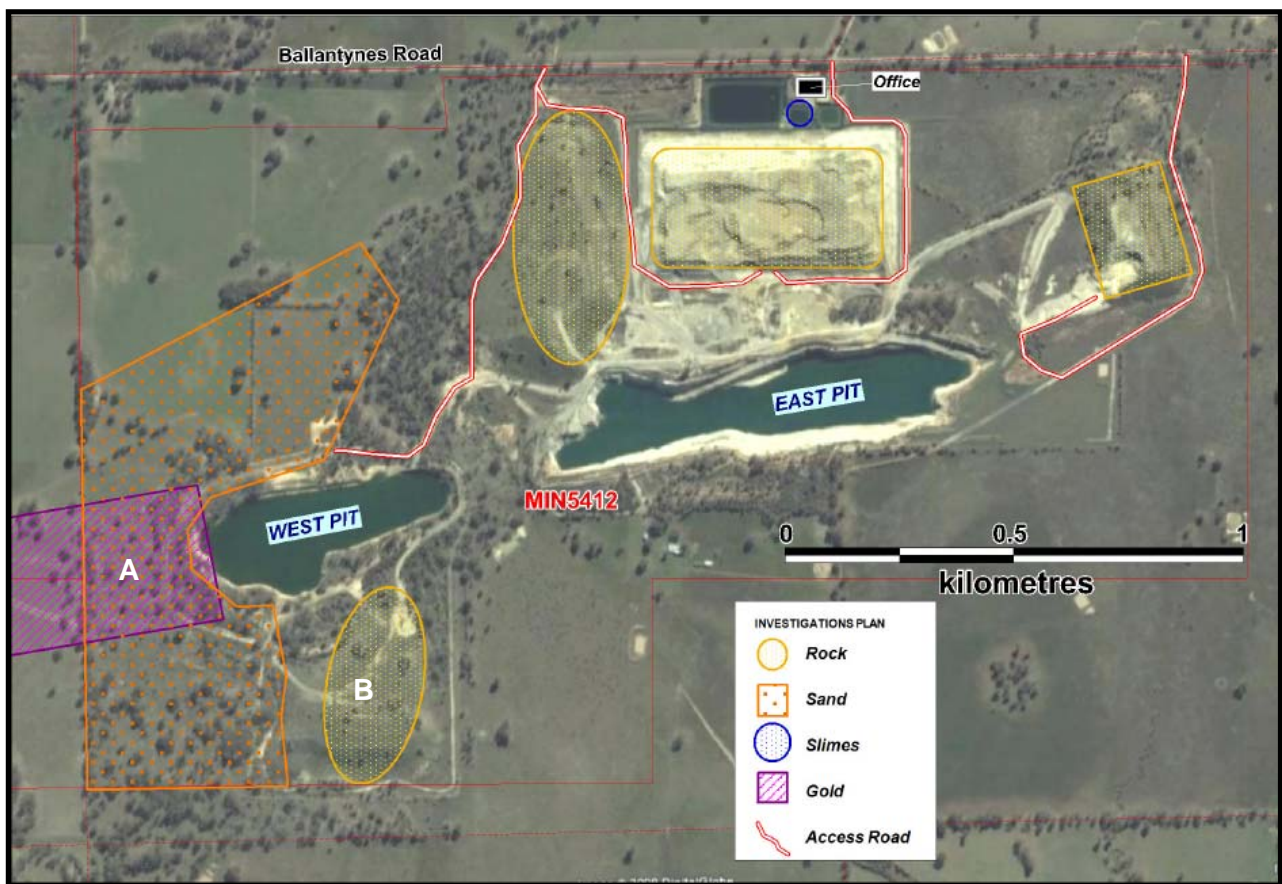 Ballantynes Road
Office
EAST PIT
WEST PIT
MIN5412
A
B
0 0.5 1
kilometres
INVESTIGATIONS PLAN
Rock
Sand
Slimes
Gold
Access Road